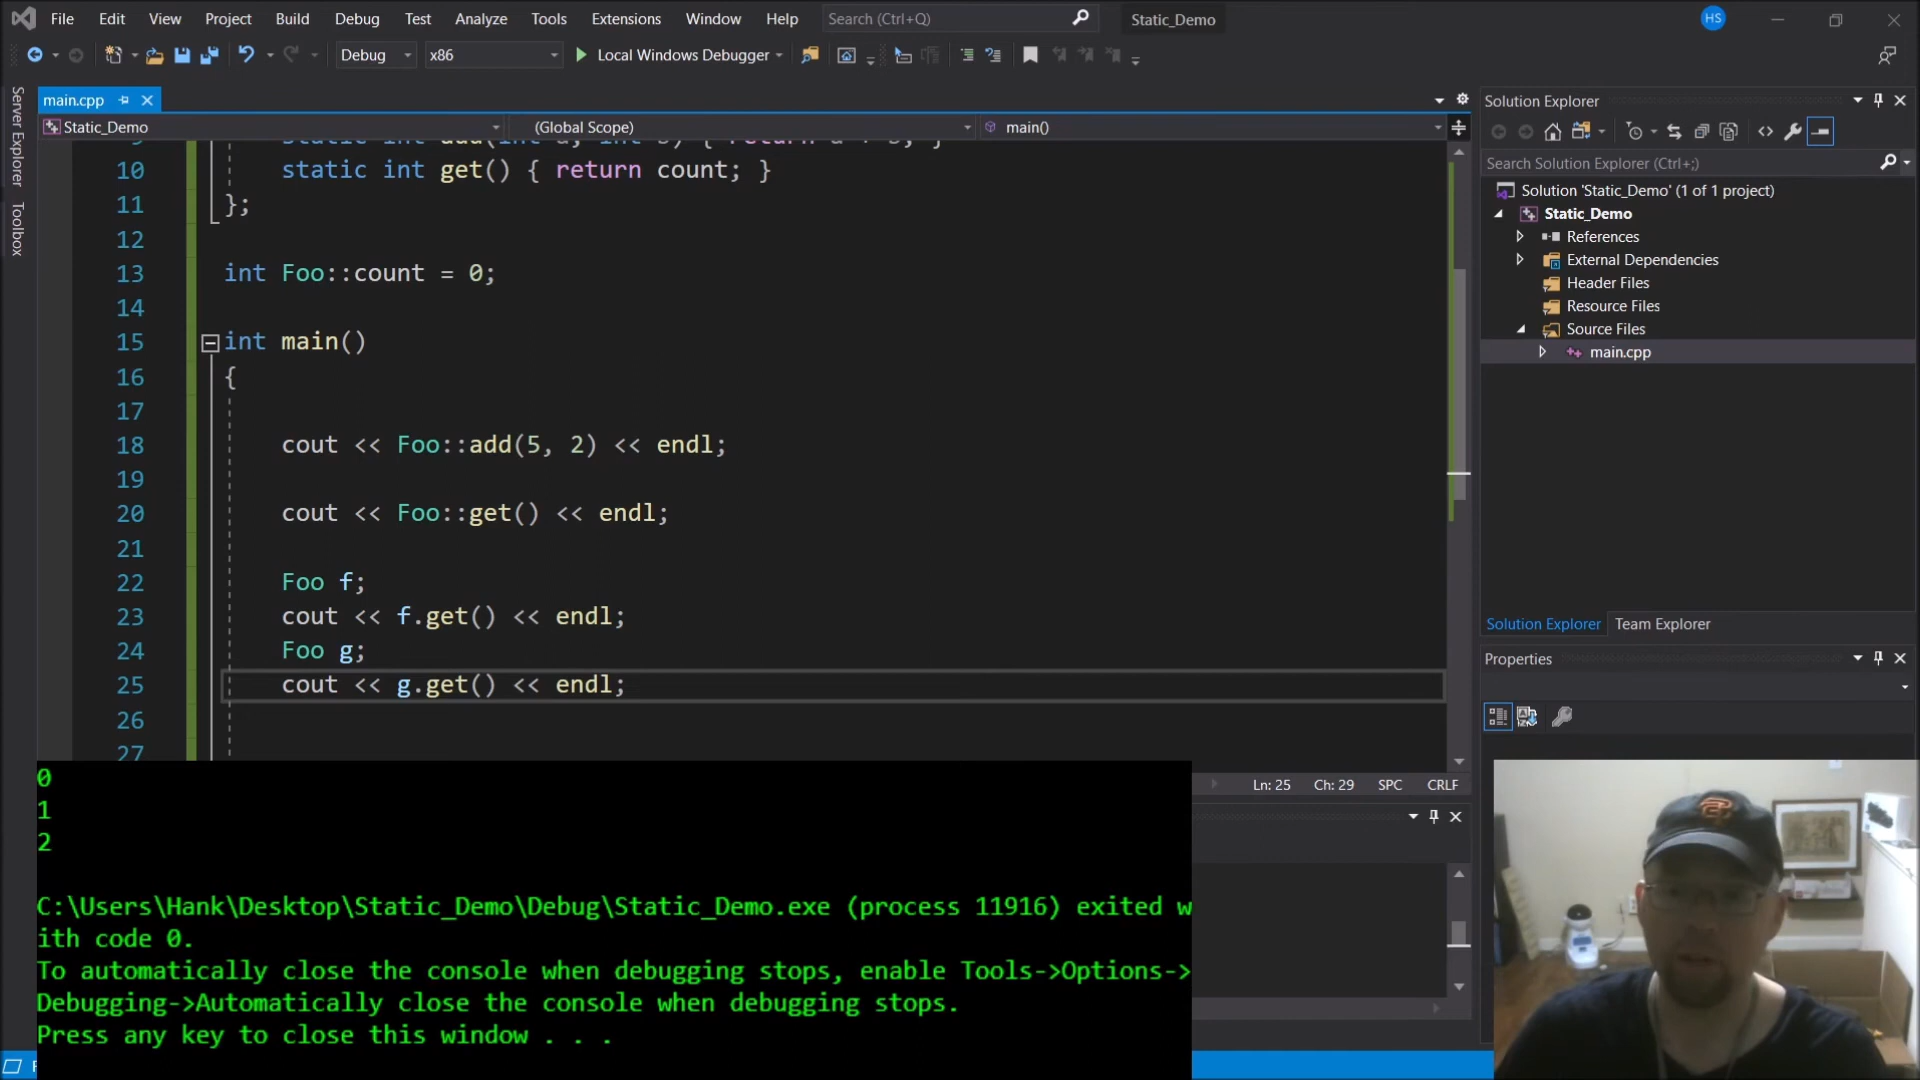 File Edit View Project Build Debug Test Analyze Tools Extensions Window Help Search (Ctrl+Q) Static_Demo HS
Debug x86 Local Windows Debugger
Server Explorer
Toolbox
main.cpp
Static_Demo (Global Scope) main()
10 static int get() { return count; }
11 };
12
13 int Foo::count = 0;
14
15 int main()
16 {
17
18 cout << Foo::add(5, 2) << endl;
19
20 cout << Foo::get() << endl;
21
22 Foo f;
23 cout << f.get() << endl;
24 Foo g;
25 cout << g.get() << endl;
26
27
Ln: 25 Ch: 29 SPC CRLF
0
1
2
C:\Users\Hank\Desktop\Static_Demo\Debug\Static_Demo.exe (process 11916) exited w
ith code 0.
To automatically close the console when debugging stops, enable Tools->Options->
Debugging->Automatically close the console when debugging stops.
Press any key to close this window . . .
Solution Explorer
Search Solution Explorer (Ctrl+;)
Solution 'Static_Demo' (1 of 1 project)
Static_Demo
References
External Dependencies
Header Files
Resource Files
Source Files
main.cpp
Solution Explorer Team Explorer
Properties